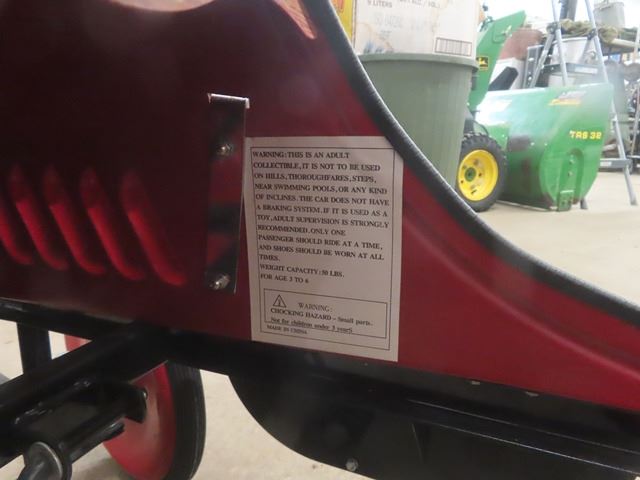 5 LITERS
WARNING: THIS IS AN ADULT
COLLECTIBLE, IT IS NOT TO BE USED
ON HILLS, THOROUGHFARES, STEPS,
NEAR SWIMMING POOLS, OR ANY KIND
OF INCLINES. THE CAR DOES NOT HAVE
A BRAKING SYSTEM. IF IT IS USED AS A
TOY, ADULT SUPERVISION IS STRONGLY
RECOMMENDED. ONLY ONE
PASSENGER SHOULD RIDE AT A TIME,
AND SHOES SHOULD BE WORN AT ALL
TIMES.
WEIGHT CAPACITY: 50 LBS.
FOR AGE 3 TO 6
WARNING:
CHOCKING HAZARD - Small parts.
Not for children under 3 yearS
MADE IN CHINA
TRS 32